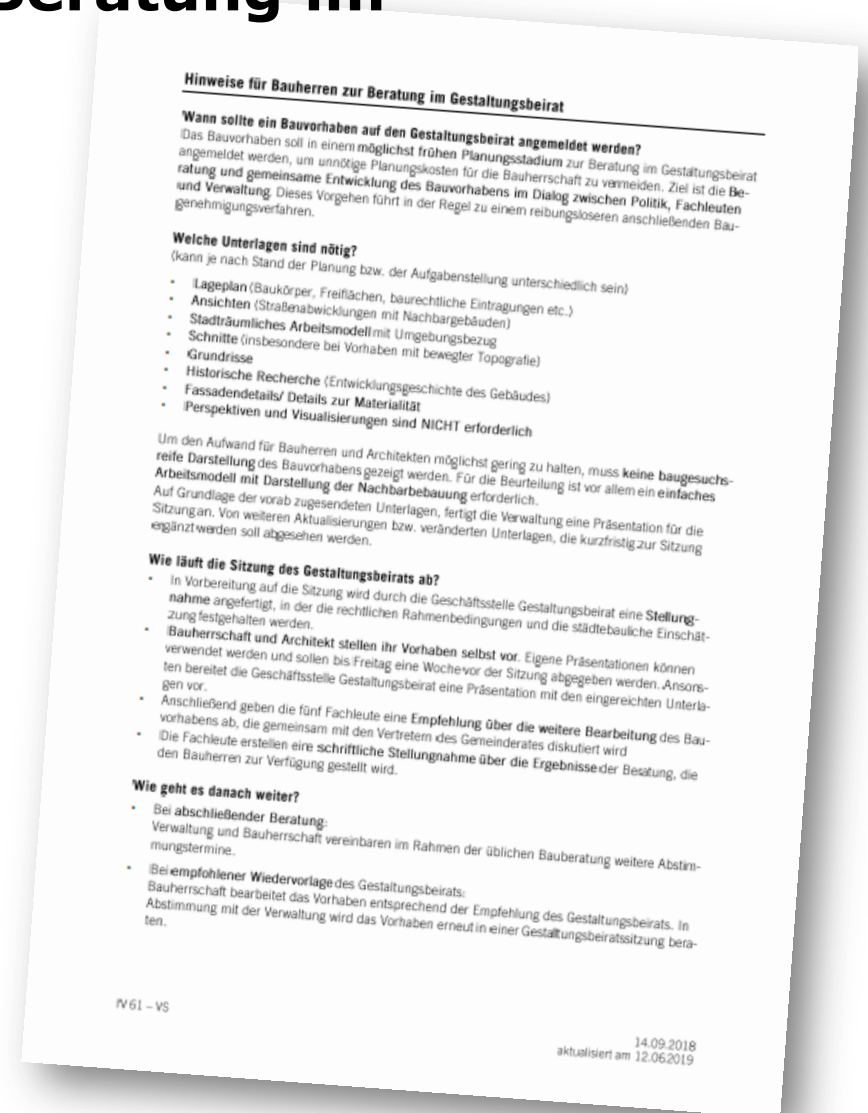 Beratung im
Hinweise für Bauherren zur Beratung im Gestaltungsbeirat
Wann sollte ein Bauvorhaben auf den Gestaltungsbeirat angemeldet werden?
Das Bauvorhaben soll in einem möglichst frühen Planungsstadium zur Beratung im Gestaltungsbeirat
angemeldet werden, um unnötige Planungskosten für die Bauherrschaft zu vermeiden. Ziel ist die Be-
ratung und gemeinsame Entwicklung des Bauvorhabens im Dialog zwischen Politik, Fachleuten
und Verwaltung. Dieses Vorgehen führt in der Regel zu einem reibungsloseren anschließenden Bau-
genehmigungsverfahren.
Welche Unterlagen sind nötig?
(kann je nach Stand der Planung bzw. der Aufgabenstellung unterschiedlich sein)
• Lageplan (Baukörper, Freiflächen, baurechtliche Eintragungen etc.)
• Ansichten (Straßenabwicklungen mit Nachbargebäuden)
• Stadträumliches Arbeitsmodell mit Umgebungsbezug
• Schnitte (insbesondere bei Vorhaben mit bewegter Topografie)
• Grundrisse
• Historische Recherche (Entwicklungsgeschichte des Gebäudes)
• Fassadendetails/ Details zur Materialität
• Perspektiven und Visualisierungen sind NICHT erforderlich
Um den Aufwand für Bauherren und Architekten möglichst gering zu halten, muss keine baugesuchs-
reife Darstellung des Bauvorhabens gezeigt werden. Für die Beurteilung ist vor allem ein einfaches
Arbeitsmodell mit Darstellung der Nachbarbebauung erforderlich.
Auf Grundlage der vorab zugesendeten Unterlagen, fertigt die Verwaltung eine Präsentation für die
Sitzung an. Von weiteren Aktualisierungen bzw. veränderten Unterlagen, die kurzfristig zur Sitzung
ergänzt werden soll abgesehen werden.
Wie läuft die Sitzung des Gestaltungsbeirats ab?
• In Vorbereitung auf die Sitzung wird durch die Geschäftsstelle Gestaltungsbeirat eine Stellung-
nahme angefertigt, in der die rechtlichen Rahmenbedingungen und die städtebauliche Einschät-
zung festgehalten werden.
• Bauherrschaft und Architekt stellen ihr Vorhaben selbst vor. Eigene Präsentationen können
verwendet werden und sollen bis Freitag eine Woche vor der Sitzung abgegeben werden. Ansons-
ten bereitet die Geschäftsstelle Gestaltungsbeirat eine Präsentation mit den eingereichten Unterla-
gen vor.
• Anschließend geben die fünf Fachleute eine Empfehlung über die weitere Bearbeitung des Bau-
vorhabens ab, die gemeinsam mit den Vertretern des Gemeinderates diskutiert wird
• Die Fachleute erstellen eine schriftliche Stellungnahme über die Ergebnisse der Beratung, die
den Bauherren zur Verfügung gestellt wird.
Wie geht es danach weiter?
• Bei abschließender Beratung:
Verwaltung und Bauherrschaft vereinbaren im Rahmen der üblichen Bauberatung weitere Abstim-
mungstermine.
• Bei empfohlener Wiedervorlage des Gestaltungsbeirats:
Bauherrschaft bearbeitet das Vorhaben entsprechend der Empfehlung des Gestaltungsbeirats. In
Abstimmung mit der Verwaltung wird das Vorhaben erneut in einer Gestaltungsbeiratssitzung bera-
ten.
IV 61 – VS
14.09.2018
aktualisiert am 12.06.2019